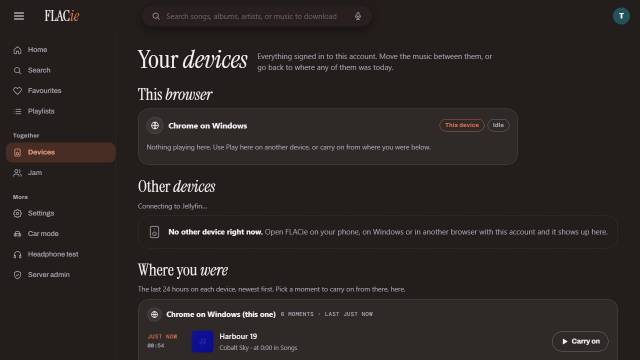 FLACie
Search songs, albums, artists, or music to download
T
Home
Search
Favourites
Playlists
Together
Devices
Jam
More
Settings
Car mode
Headphone test
Server admin
Your devices
Everything signed in to this account. Move the music between them, or
go back to where any of them was today.
This browser
Chrome on Windows
This device
Idle
Nothing playing here. Use Play here on another device, or carry on from where you were below.
Other devices
Connecting to Jellyfin...
No other device right now. Open FLACie on your phone, on Windows or in another browser with this account and it shows up here.
Where you were
The last 24 hours on each device, newest first. Pick a moment to carry on from there, here.
Chrome on Windows (this one) 6 MOMENTS · LAST JUST NOW
JUST NOW
00:54
Harbour 19
Cobalt Sky · at 0:00 in Songs
Carry on